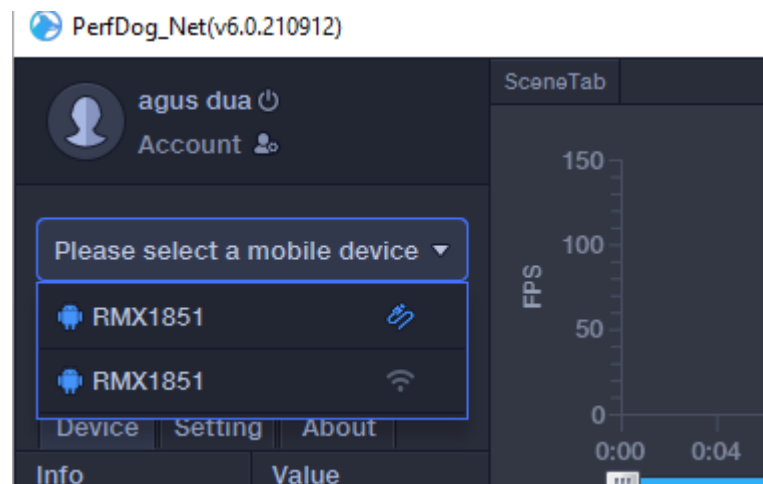 PerfDog_Net(v6.0.210912)
agus dua
Account
Please select a mobile device
RMX1851
RMX1851
Device Setting About
Info Value
SceneTab
150
100
50
0
FPS
0:00 0:04